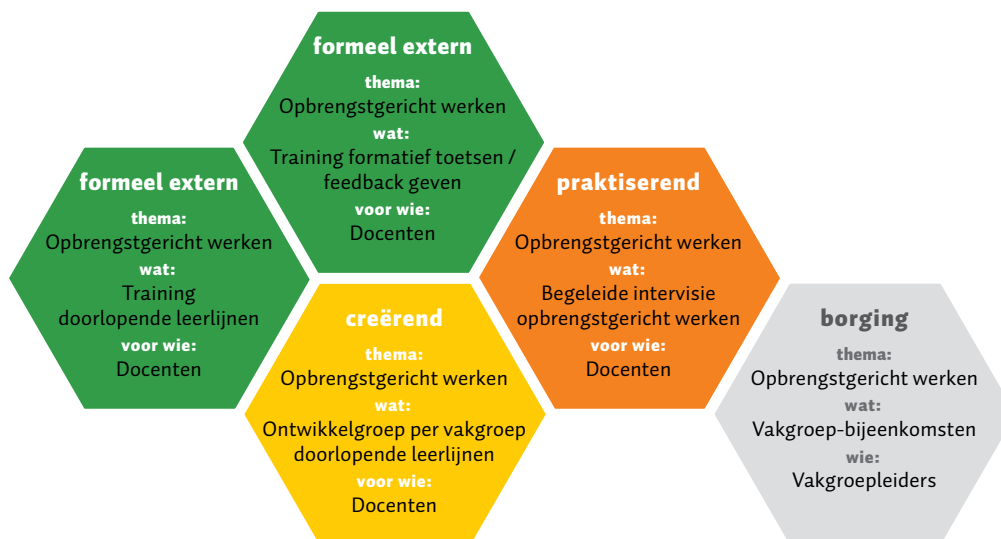 formeel extern
thema:
Opbrengstgericht werken
wat:
Training
doorlopende leerlijnen
voor wie:
Docenten
formeel extern
thema:
Opbrengstgericht werken
wat:
Training formatief toetsen /
feedback geven
voor wie:
Docenten
creërend
thema:
Opbrengstgericht werken
wat:
Ontwikkelgroep per vakgroep
doorlopende leerlijnen
voor wie:
Docenten
praktiserend
thema:
Opbrengstgericht werken
wat:
Begeleide intervisie
opbrengstgericht werken
voor wie:
Docenten
borging
thema:
Opbrengstgericht werken
wat:
Vakgroep-bijeenkomsten
wie:
Vakgroepleiders